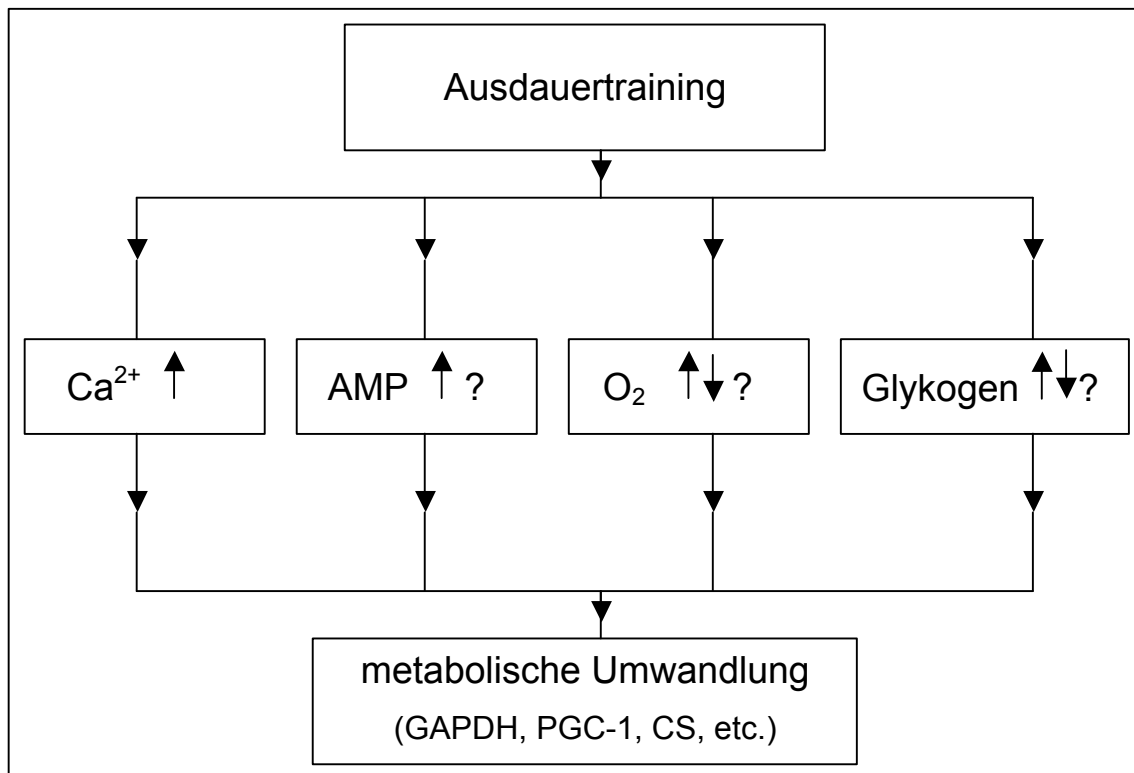 Ausdauertraining
Ca²⁺ ↑
AMP ↑ ?
O₂ ↑↓?
Glykogen ↑↓?
metabolische Umwandlung
(GAPDH, PGC-1, CS, etc.)